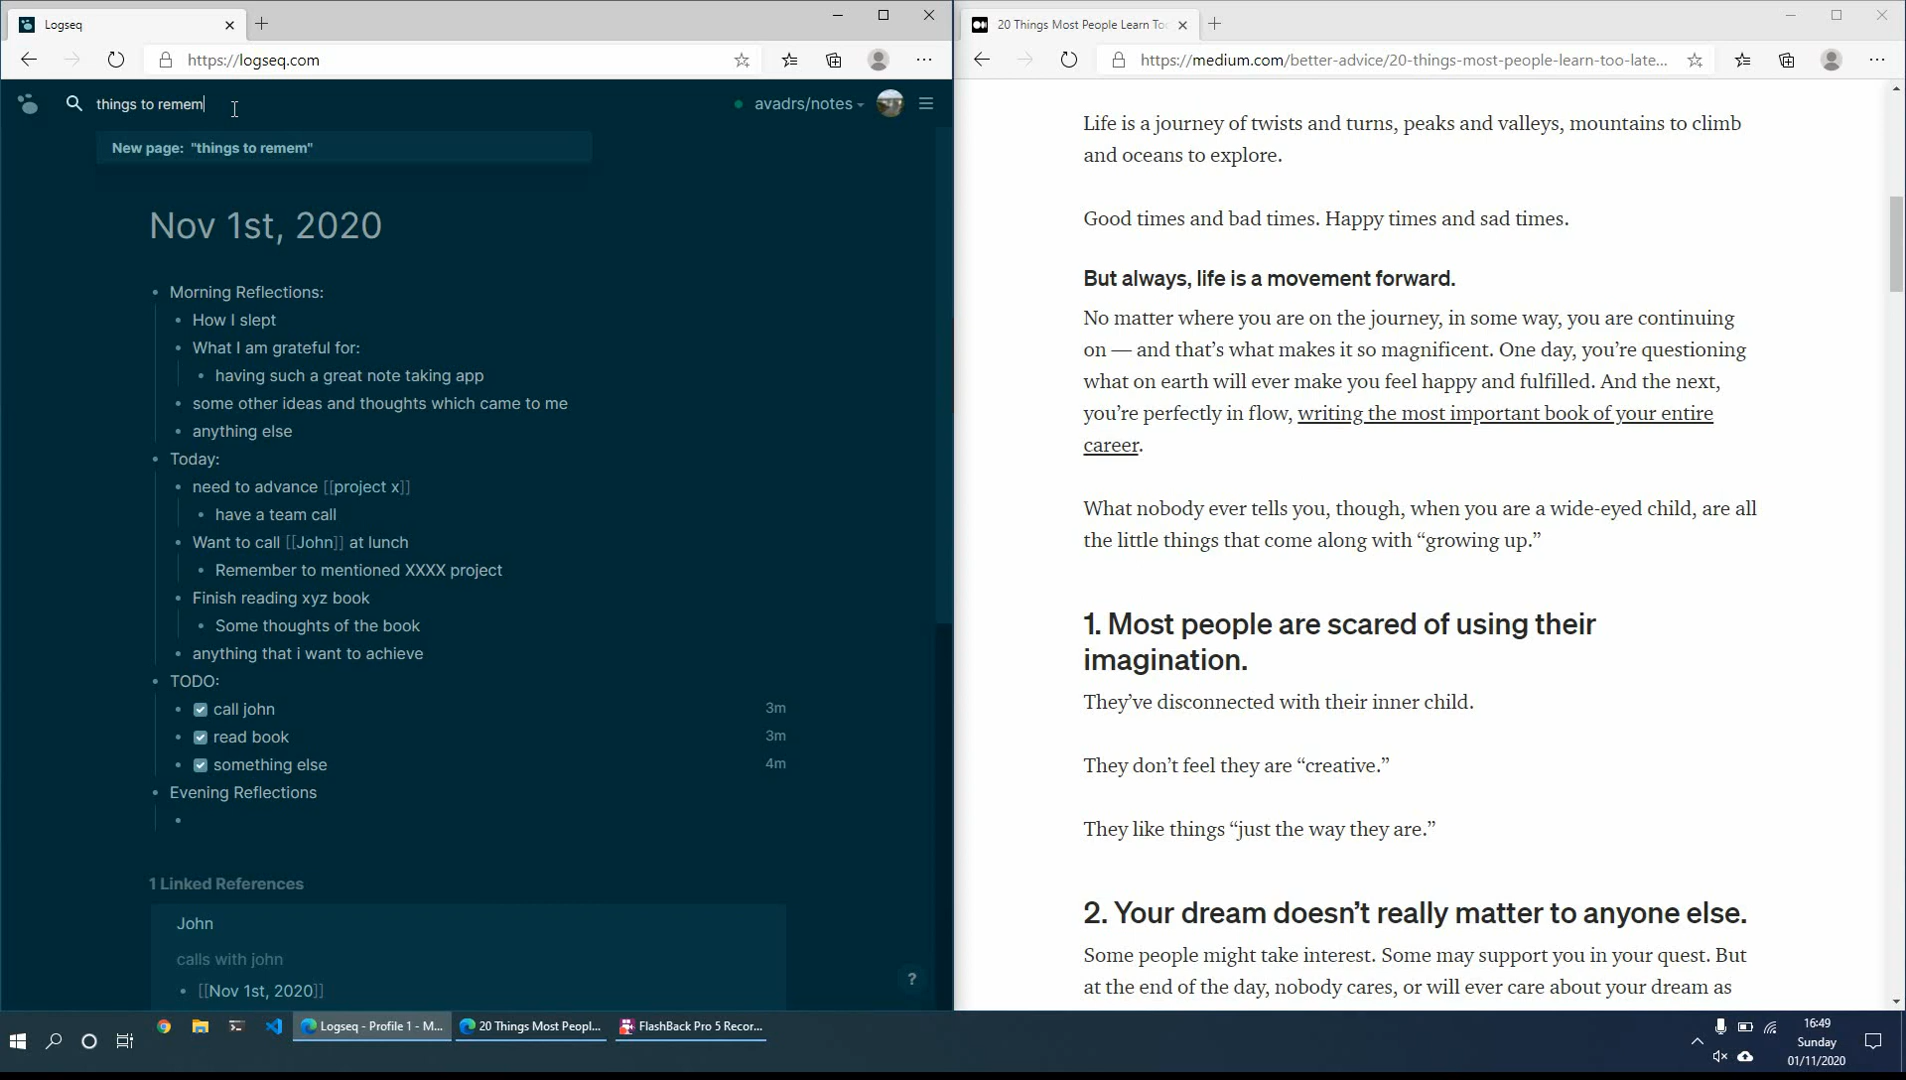 Logseq
https://logseq.com
things to remem
avadrs/notes
New page: "things to remem"
Nov 1st, 2020
Morning Reflections:
How I slept
What I am grateful for:
having such a great note taking app
some other ideas and thoughts which came to me
anything else
Today:
need to advance [[project x]]
have a team call
Want to call [[John]] at lunch
Remember to mentioned XXXX project
Finish reading xyz book
Some thoughts of the book
anything that i want to achieve
TODO:
call john 3m
read book 3m
something else 4m
Evening Reflections
1 Linked References
John
calls with john
[[Nov 1st, 2020]]
?
20 Things Most People Learn Too
https://medium.com/better-advice/20-things-most-people-learn-too-late...
Life is a journey of twists and turns, peaks and valleys, mountains to climb
and oceans to explore.
Good times and bad times. Happy times and sad times.
But always, life is a movement forward.
No matter where you are on the journey, in some way, you are continuing
on — and that’s what makes it so magnificent. One day, you’re questioning
what on earth will ever make you feel happy and fulfilled. And the next,
you’re perfectly in flow, writing the most important book of your entire
career.
What nobody ever tells you, though, when you are a wide-eyed child, are all
the little things that come along with “growing up.”
1. Most people are scared of using their
imagination.
They’ve disconnected with their inner child.
They don’t feel they are “creative.”
They like things “just the way they are.”
2. Your dream doesn’t really matter to anyone else.
Some people might take interest. Some may support you in your quest. But
at the end of the day, nobody cares, or will ever care about your dream as
Logseq - Profile 1 - M...
20 Things Most Peopl...
FlashBack Pro 5 Recor...
16:49
Sunday
01/11/2020